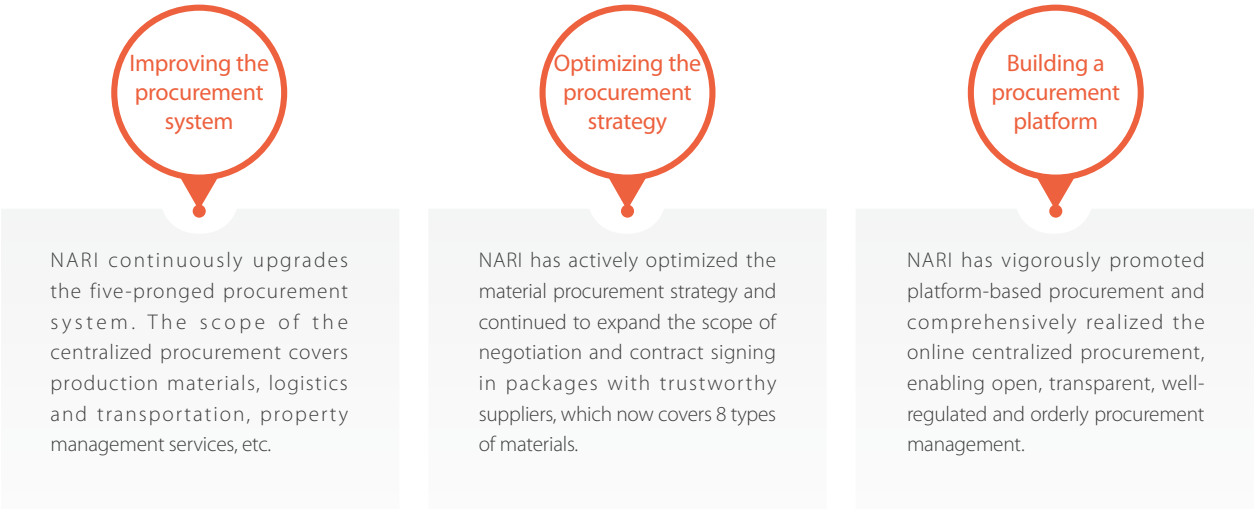 Improving the
procurement
system
NARI continuously upgrades
the five-pronged procurement
system. The scope of the
centralized procurement covers
production materials, logistics
and transportation, property
management services, etc.
Optimizing the
procurement
strategy
NARI has actively optimized the
material procurement strategy and
continued to expand the scope of
negotiation and contract signing
in packages with trustworthy
suppliers, which now covers 8 types
of materials.
Building a
procurement
platform
NARI has vigorously promoted
platform-based procurement and
comprehensively realized the
online centralized procurement,
enabling open, transparent, well-
regulated and orderly procurement
management.